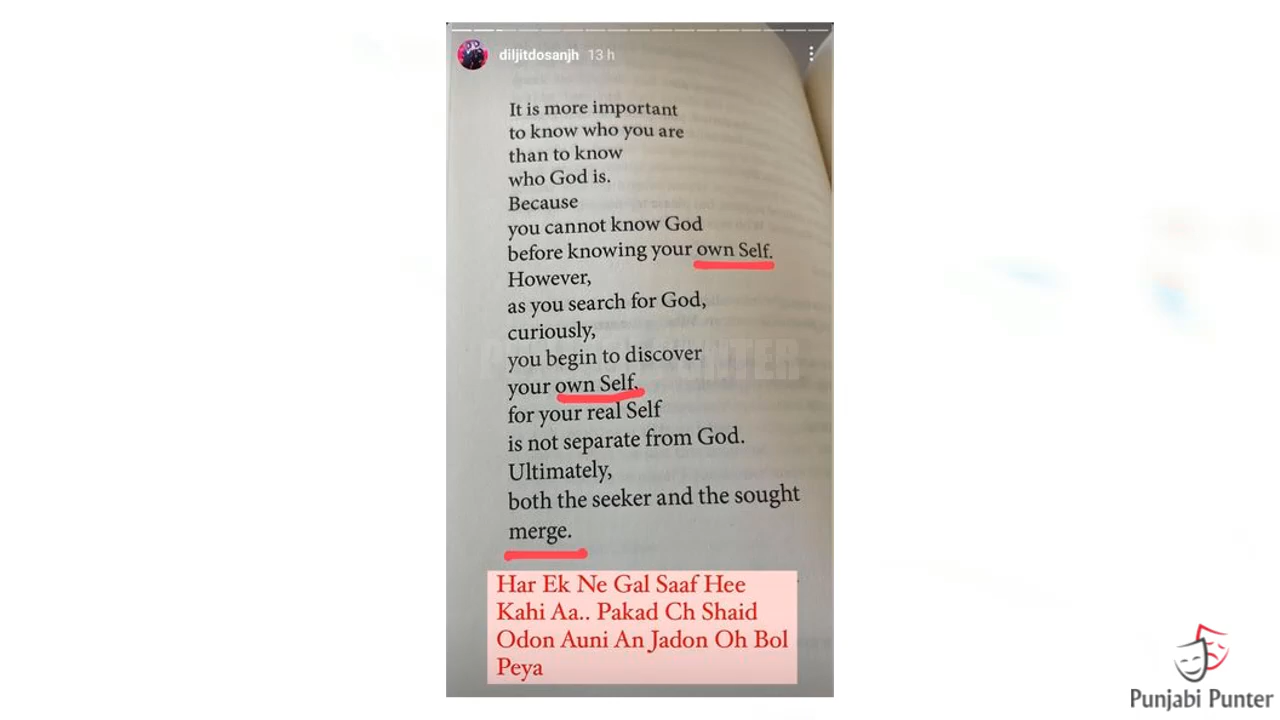 diljitdosanjh 13 h
It is more important
to know who you are
than to know
who God is.
Because
you cannot know God
before knowing your own Self.
However,
as you search for God,
curiously,
you begin to discover
your own Self,
for your real Self
is not separate from God.
Ultimately,
both the seeker and the sought
merge.
Har Ek Ne Gal Saaf Hee
Kahi Aa.. Pakad Ch Shaid
Odon Auni An Jadon Oh Bol
Peya
Punjabi Punter